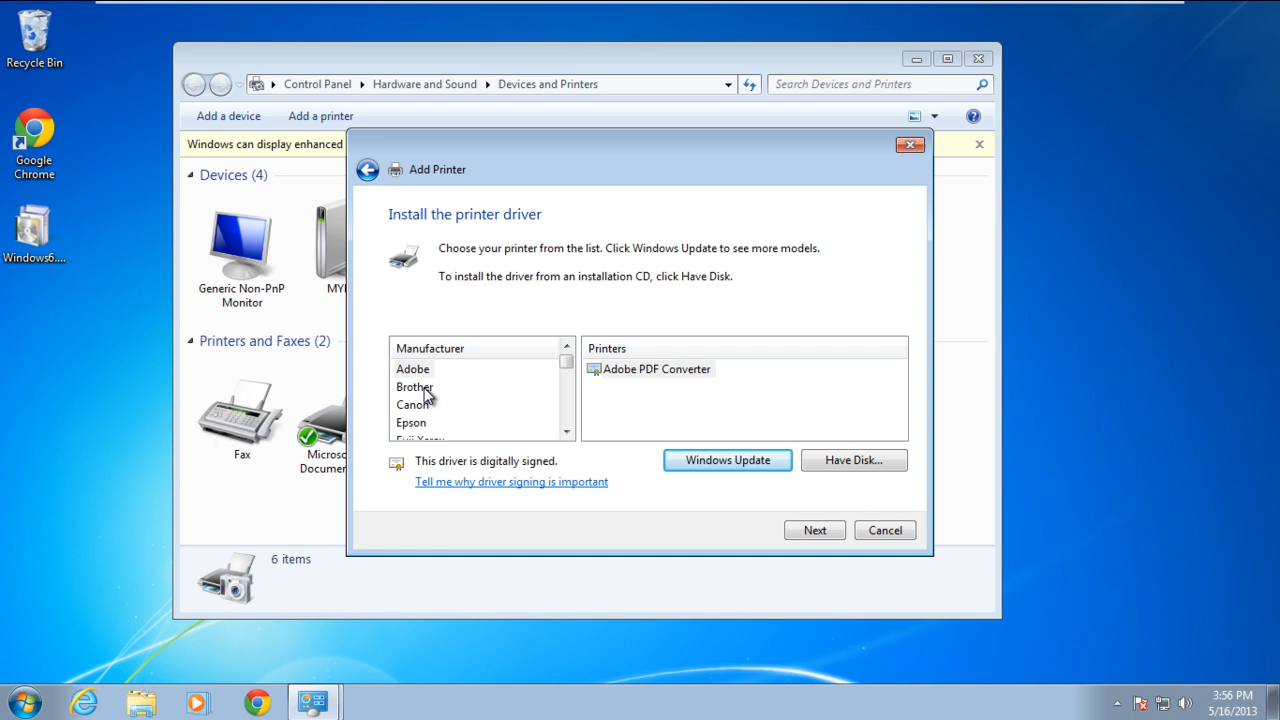 Recycle Bin
Google
Chrome
Windows6....
Control Panel
Hardware and Sound
Devices and Printers
Search Devices and Printers
Add a device
Add a printer
Windows can display enhanced
Devices (4)
Generic Non-PnP
Monitor
Printers and Faxes (2)
Fax
Docum
6 items
Add Printer
Install the printer driver
Choose your printer from the list. Click Windows Update to see more models.
To install the driver from an installation CD, click Have Disk.
Manufacturer
Adobe
Brother
Canon
Epson
Fuji Xerox
Printers
Adobe PDF Converter
This driver is digitally signed.
Tell me why driver signing is important
Windows Update
Have Disk...
Next
Cancel
3:56 PM
5/16/2013